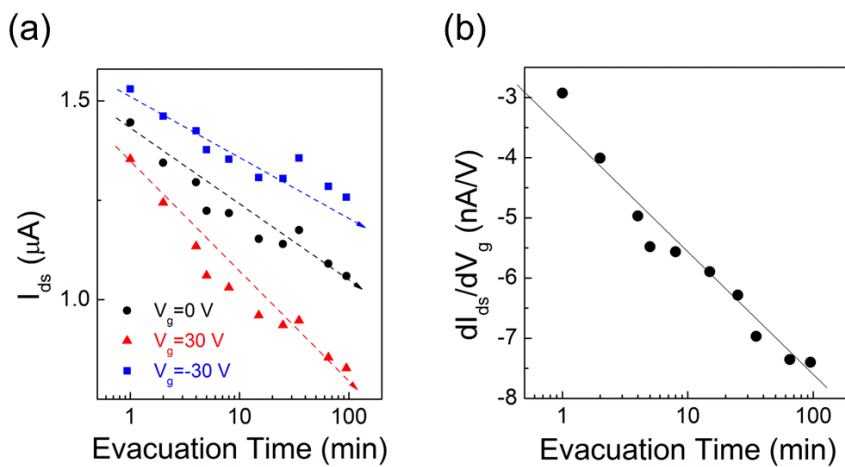 (a)
1.5
1.0
I_ds (μA)
V_g=0 V
V_g=30 V
V_g=-30 V
1
10
100
Evacuation Time (min)
(b)
-3
-4
-5
-6
-7
-8
dI_ds/dV_g (nA/V)
1
10
100
Evacuation Time (min)